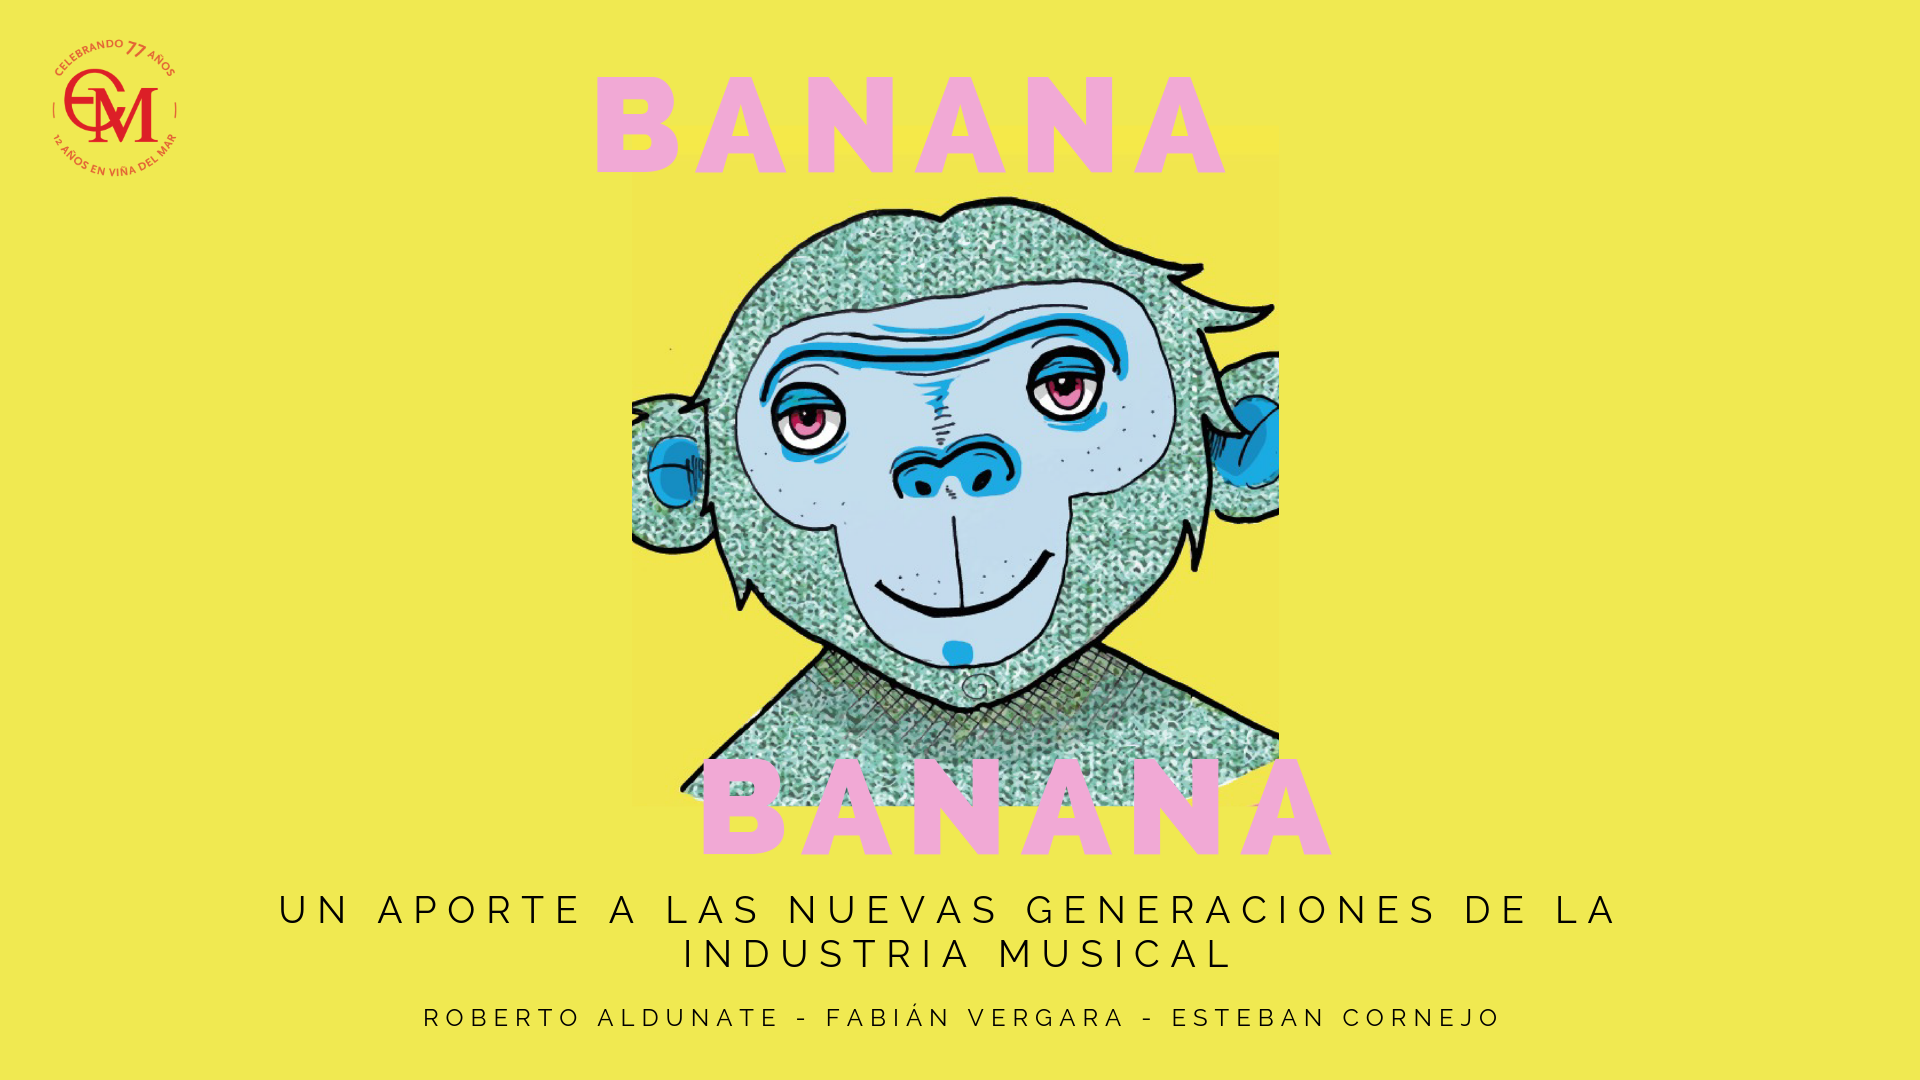 CELEBRANDO 77 AÑOS
EM
12 AÑOS EN VIÑA DEL MAR
BANANA
BANANA
UN APORTE A LAS NUEVAS GENERACIONES DE LA
INDUSTRIA MUSICAL
ROBERTO ALDUNATE - FABIÁN VERGARA - ESTEBAN CORNEJO